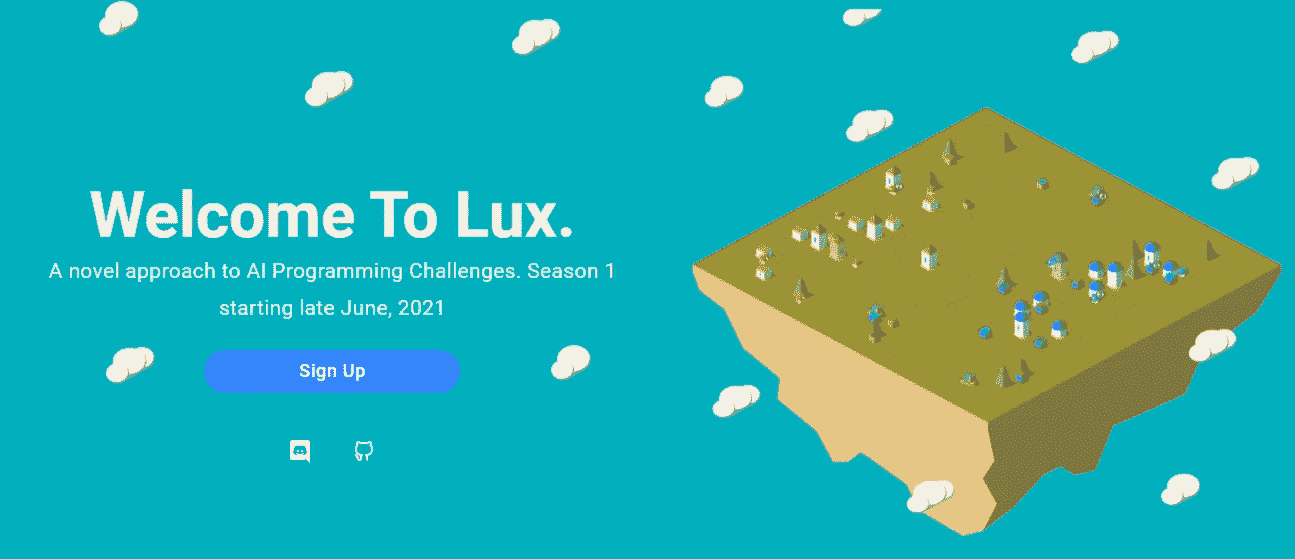 Welcome To Lux.
A novel approach to AI Programming Challenges. Season 1
starting late June, 2021
Sign Up